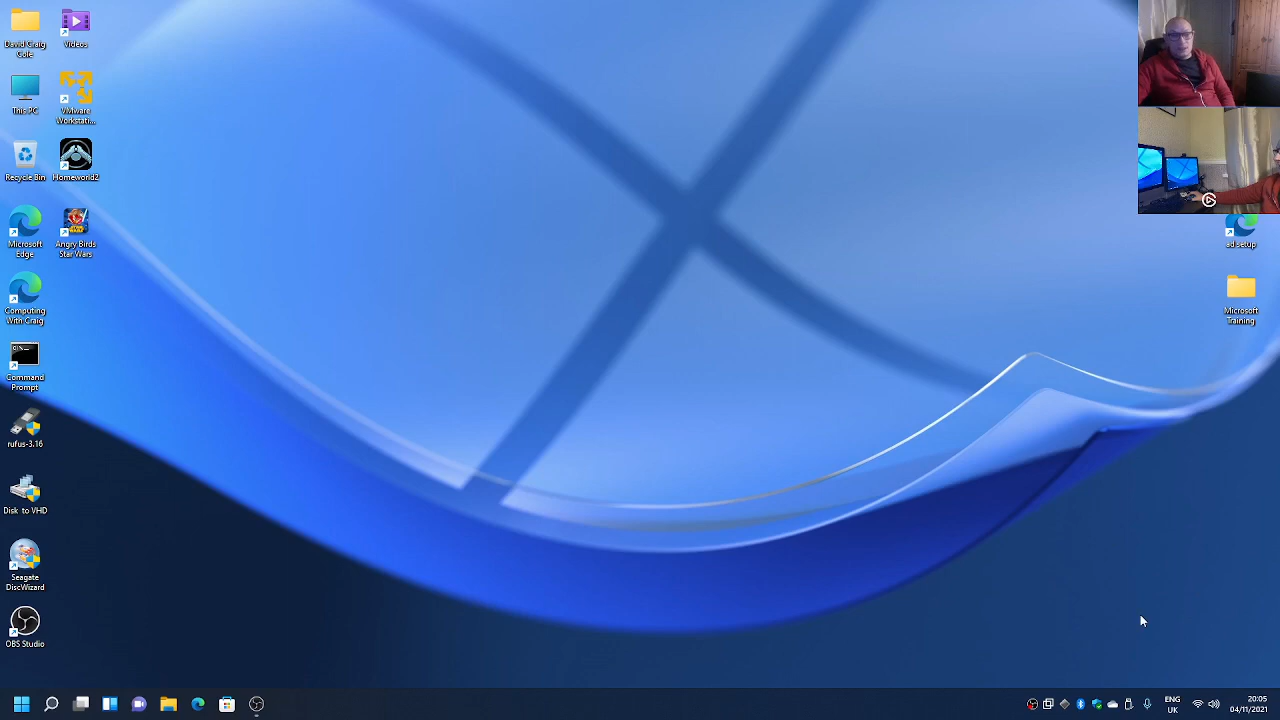 David Craig
Cole
Videos
This PC
VMware
Workstati...
Recycle Bin
Homeworld2
Microsoft
Edge
Angry Birds
Star Wars
Computing
With Craig
Command
Prompt
rufus-3.16
Disk to VHD
Seagate
DiscWizard
OBS Studio
ad setup
Microsoft
Training
ENG
UK
20:05
04/11/2021